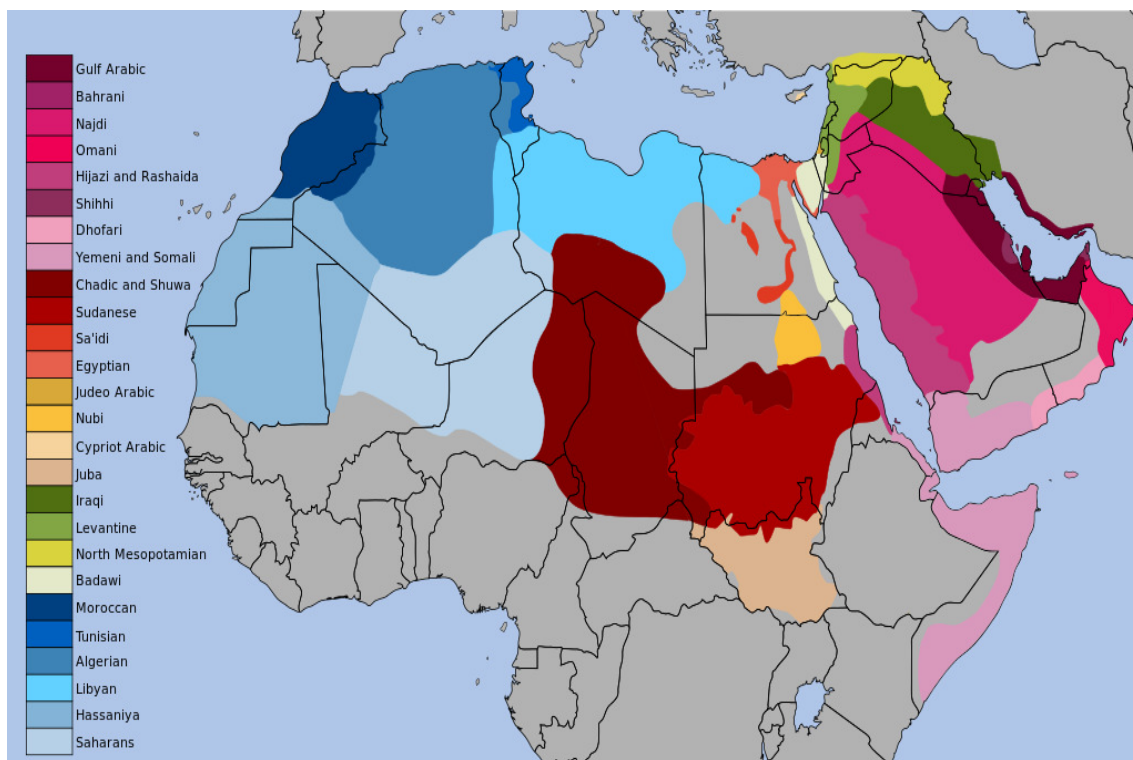 Gulf Arabic
Bahrani
Najdi
Omani
Hijazi and Rashaida
Shihhi
Dhofari
Yemeni and Somali
Chadic and Shuwa
Sudanese
Sa'idi
Egyptian
Judeo Arabic
Nubi
Cypriot Arabic
Juba
Iraqi
Levantine
North Mesopotamian
Badawi
Moroccan
Tunisian
Algerian
Libyan
Hassaniya
Saharans